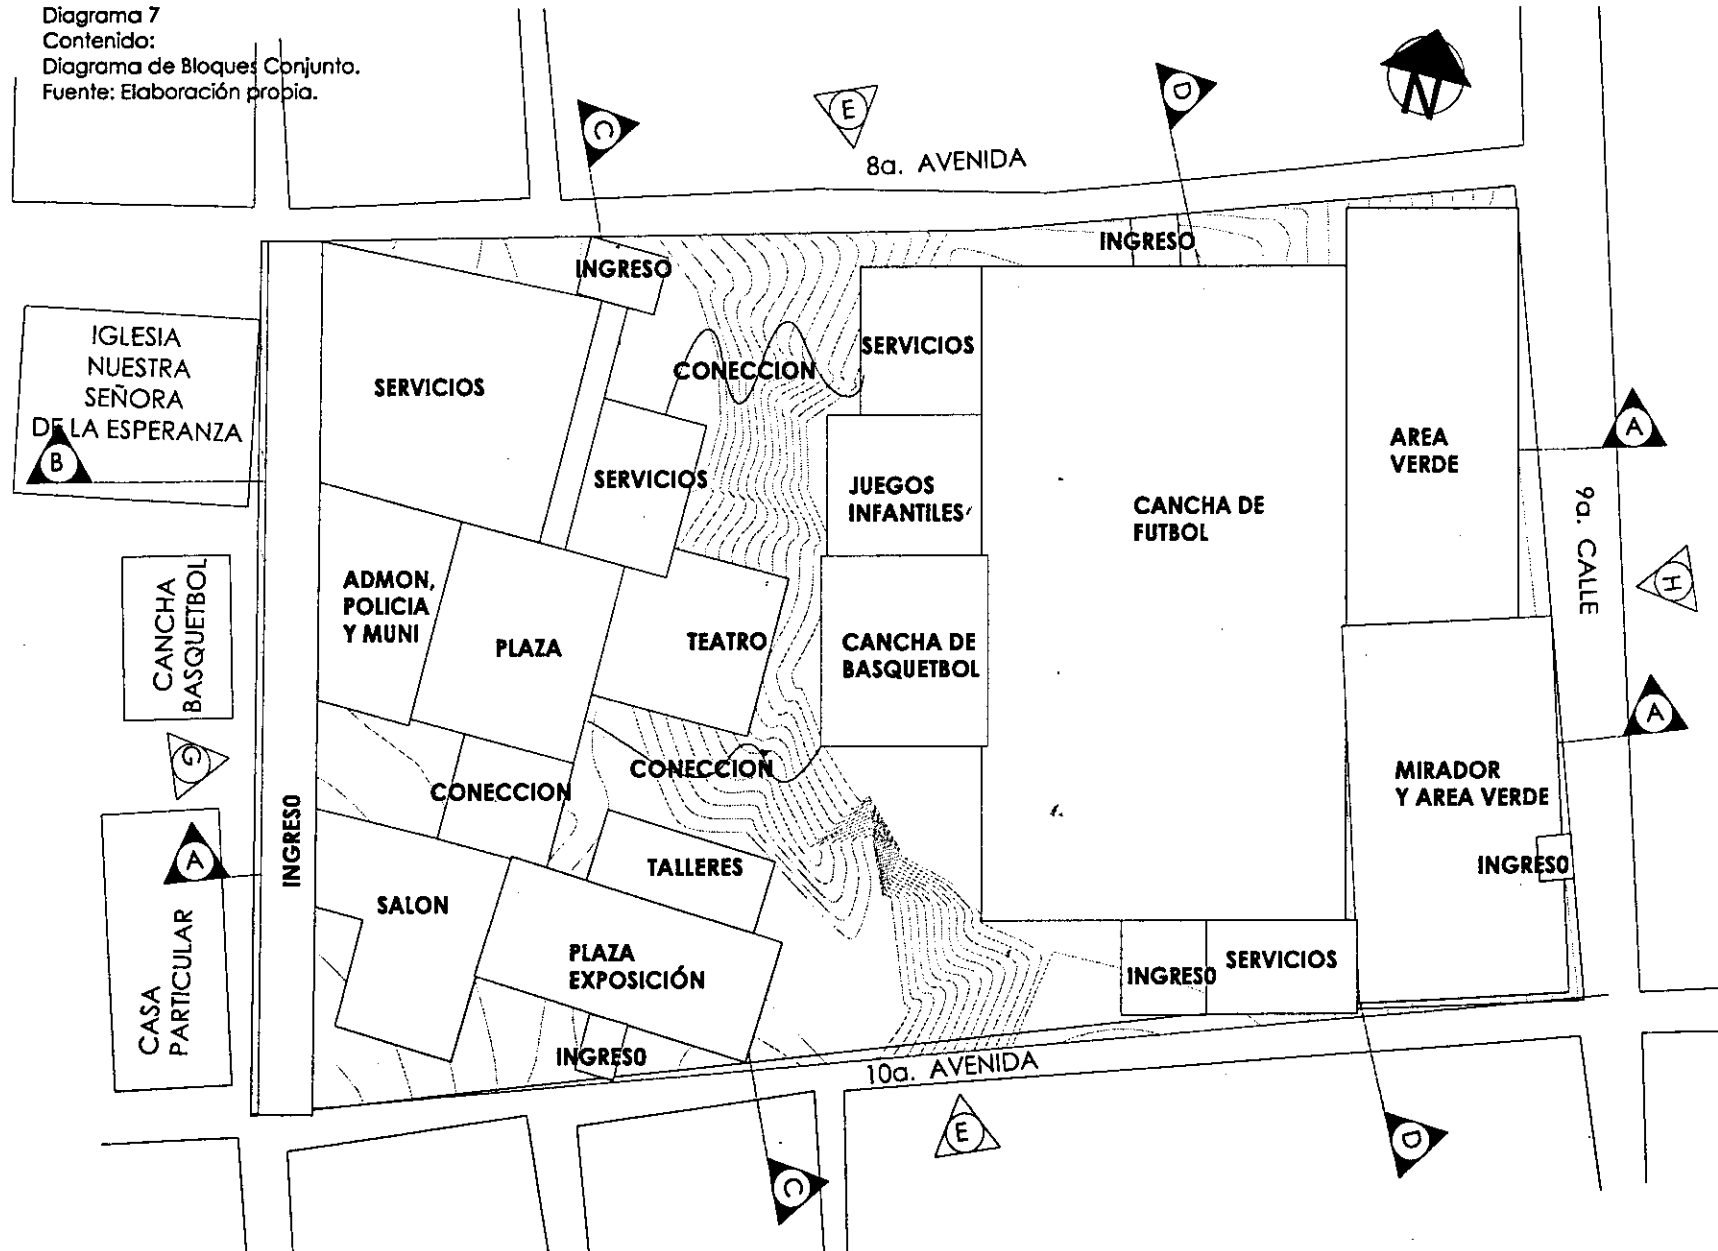 Diagrama 7
Contenido:
Diagrama de Bloques Conjunto.
Fuente: Elaboración propia.
C
E
D
N
8a. AVENIDA
INGRESO
INGRESO
IGLESIA
NUESTRA
SEÑORA
DE LA ESPERANZA
B
SERVICIOS
CONECCION
SERVICIOS
SERVICIOS
JUEGOS
INFANTILES
CANCHA DE
FUTBOL
AREA
VERDE
A
9a. CALLE
H
CANCHA
BASQUETBOL
ADMON,
POLICIA
Y MUNI
PLAZA
TEATRO
CANCHA DE
BASQUETBOL
A
G
CONECCION
CONECCION
MIRADOR
Y AREA VERDE
INGRESO
INGRESO
A
TALLERES
SALON
PLAZA
EXPOSICIÓN
CASA
PARTICULAR
INGRESO
SERVICIOS
INGRESO
10a. AVENIDA
E
D
C